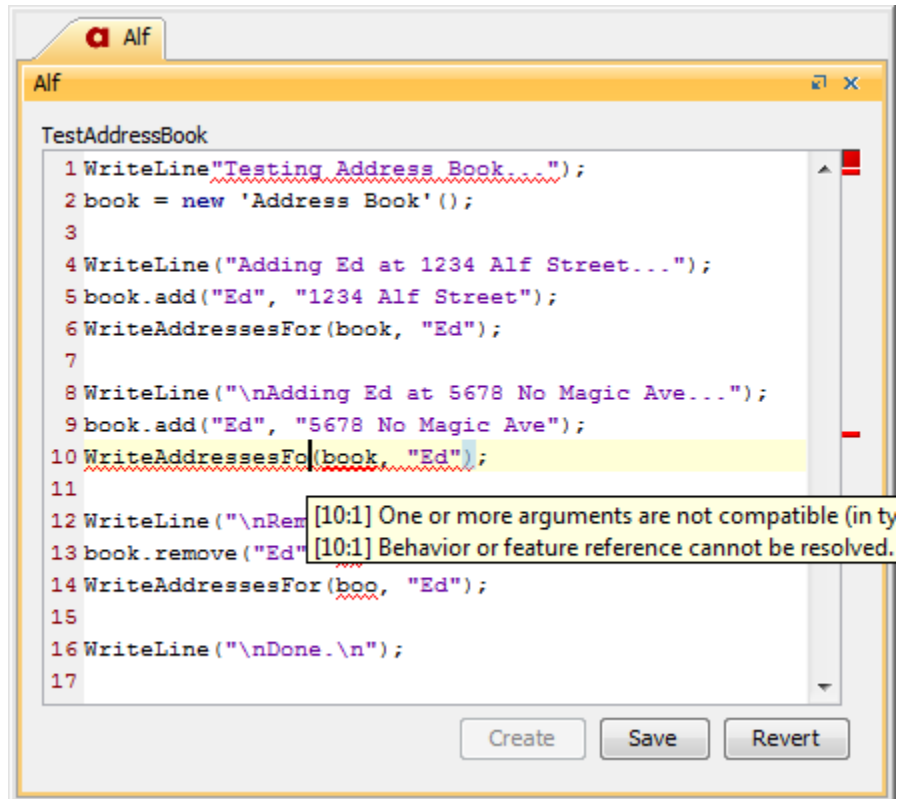 Alf
Alf
TestAddressBook
1 WriteLine"Testing Address Book...");
2 book = new 'Address Book'();
3
4 WriteLine("Adding Ed at 1234 Alf Street...");
5 book.add("Ed", "1234 Alf Street");
6 WriteAddressesFor(book, "Ed");
7
8 WriteLine("\nAdding Ed at 5678 No Magic Ave...");
9 book.add("Ed", "5678 No Magic Ave");
10 WriteAddressesFo(book, "Ed");
11
[10:1] One or more arguments are not compatible (in ty
12 WriteLine("\nRem
[10:1] Behavior or feature reference cannot be resolved.
13 book.remove("Ed"
14 WriteAddressesFor(boo, "Ed");
15
16 WriteLine("\nDone.\n");
17
Create Save Revert